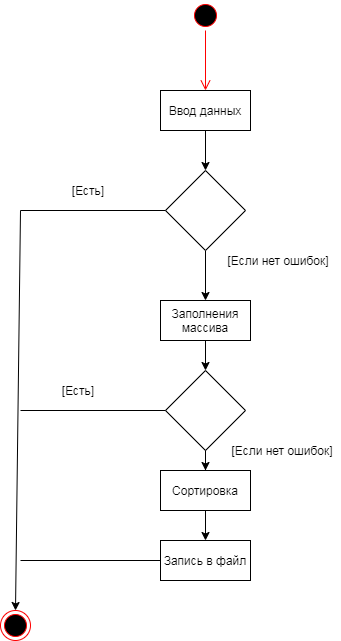 Ввод данных
[Есть]
[Если нет ошибок]
Заполнения
массива
[Есть]
[Если нет ошибок]
Сортировка
Запись в файл